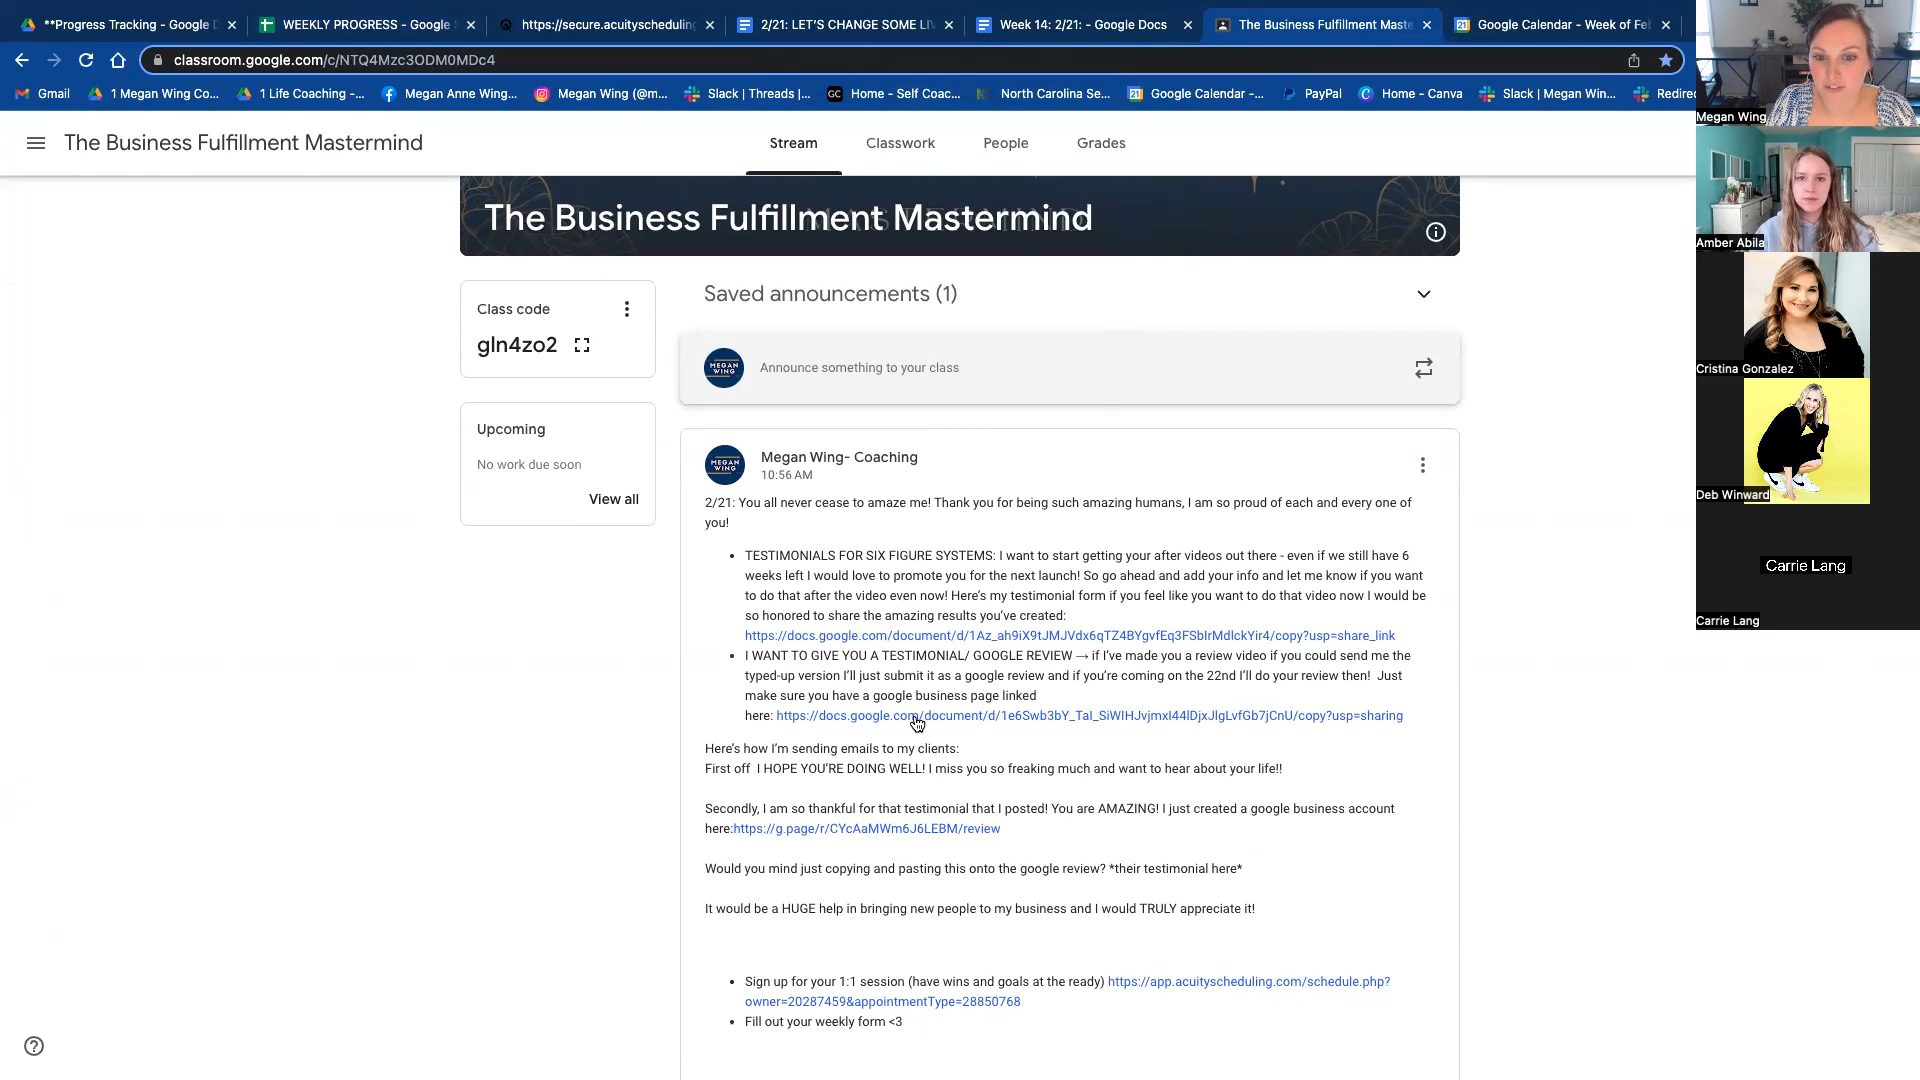 **Progress Tracking - Google D
WEEKLY PROGRESS - Google S
https://secure.acuityscheduling
2/21: LET'S CHANGE SOME LIV
Week 14: 2/21: - Google Docs
The Business Fulfillment Maste
Google Calendar - Week of Feb
classroom.google.com/c/NTQ4Mzc3ODM0MDc4
Gmail
1 Megan Wing Co...
1 Life Coaching -...
Megan Anne Wing...
Megan Wing (@m...
Slack | Threads |...
Home - Self Coac...
North Carolina Se...
Google Calendar -...
PayPal
Home - Canva
Slack | Megan Win...
Redirec
The Business Fulfillment Mastermind
Stream
Classwork
People
Grades
The Business Fulfillment Mastermind
Class code
gln4zo2
Upcoming
No work due soon
View all
Saved announcements (1)
MEGAN
WING
Announce something to your class
MEGAN
WING
Megan Wing- Coaching
10:56 AM
2/21: You all never cease to amaze me! Thank you for being such amazing humans, I am so proud of each and every one of
you!
• TESTIMONIALS FOR SIX FIGURE SYSTEMS: I want to start getting your after videos out there - even if we still have 6
weeks left I would love to promote you for the next launch! So go ahead and add your info and let me know if you want
to do that after the video even now! Here's my testimonial form if you feel like you want to do that video now I would be
so honored to share the amazing results you've created:
https://docs.google.com/document/d/1Az_ah9iX9tJMJVdx6qTZ4BYgvfEq3FSbIrMdlckYir4/copy?usp=share_link
• I WANT TO GIVE YOU A TESTIMONIAL/ GOOGLE REVIEW → if I've made you a review video if you could send me the
typed-up version I'll just submit it as a google review and if you're coming on the 22nd I'll do your review then! Just
make sure you have a google business page linked
here: https://docs.google.com/document/d/1e6Swb3bY_TaI_SiWIHJvjmxI44lDjxJlgLvfGb7jCnU/copy?usp=sharing
Here's how I'm sending emails to my clients:
First off I HOPE YOU'RE DOING WELL! I miss you so freaking much and want to hear about your life!!
Secondly, I am so thankful for that testimonial that I posted! You are AMAZING! I just created a google business account
here:https://g.page/r/CYcAaMWm6J6LEBM/review
Would you mind just copying and pasting this onto the google review? *their testimonial here*
It would be a HUGE help in bringing new people to my business and I would TRULY appreciate it!
• Sign up for your 1:1 session (have wins and goals at the ready) https://app.acuityscheduling.com/schedule.php?
owner=20287459&appointmentType=28850768
• Fill out your weekly form <3
Megan Wing
Amber Abila
Cristina Gonzalez
Deb Winward
Carrie Lang
Carrie Lang